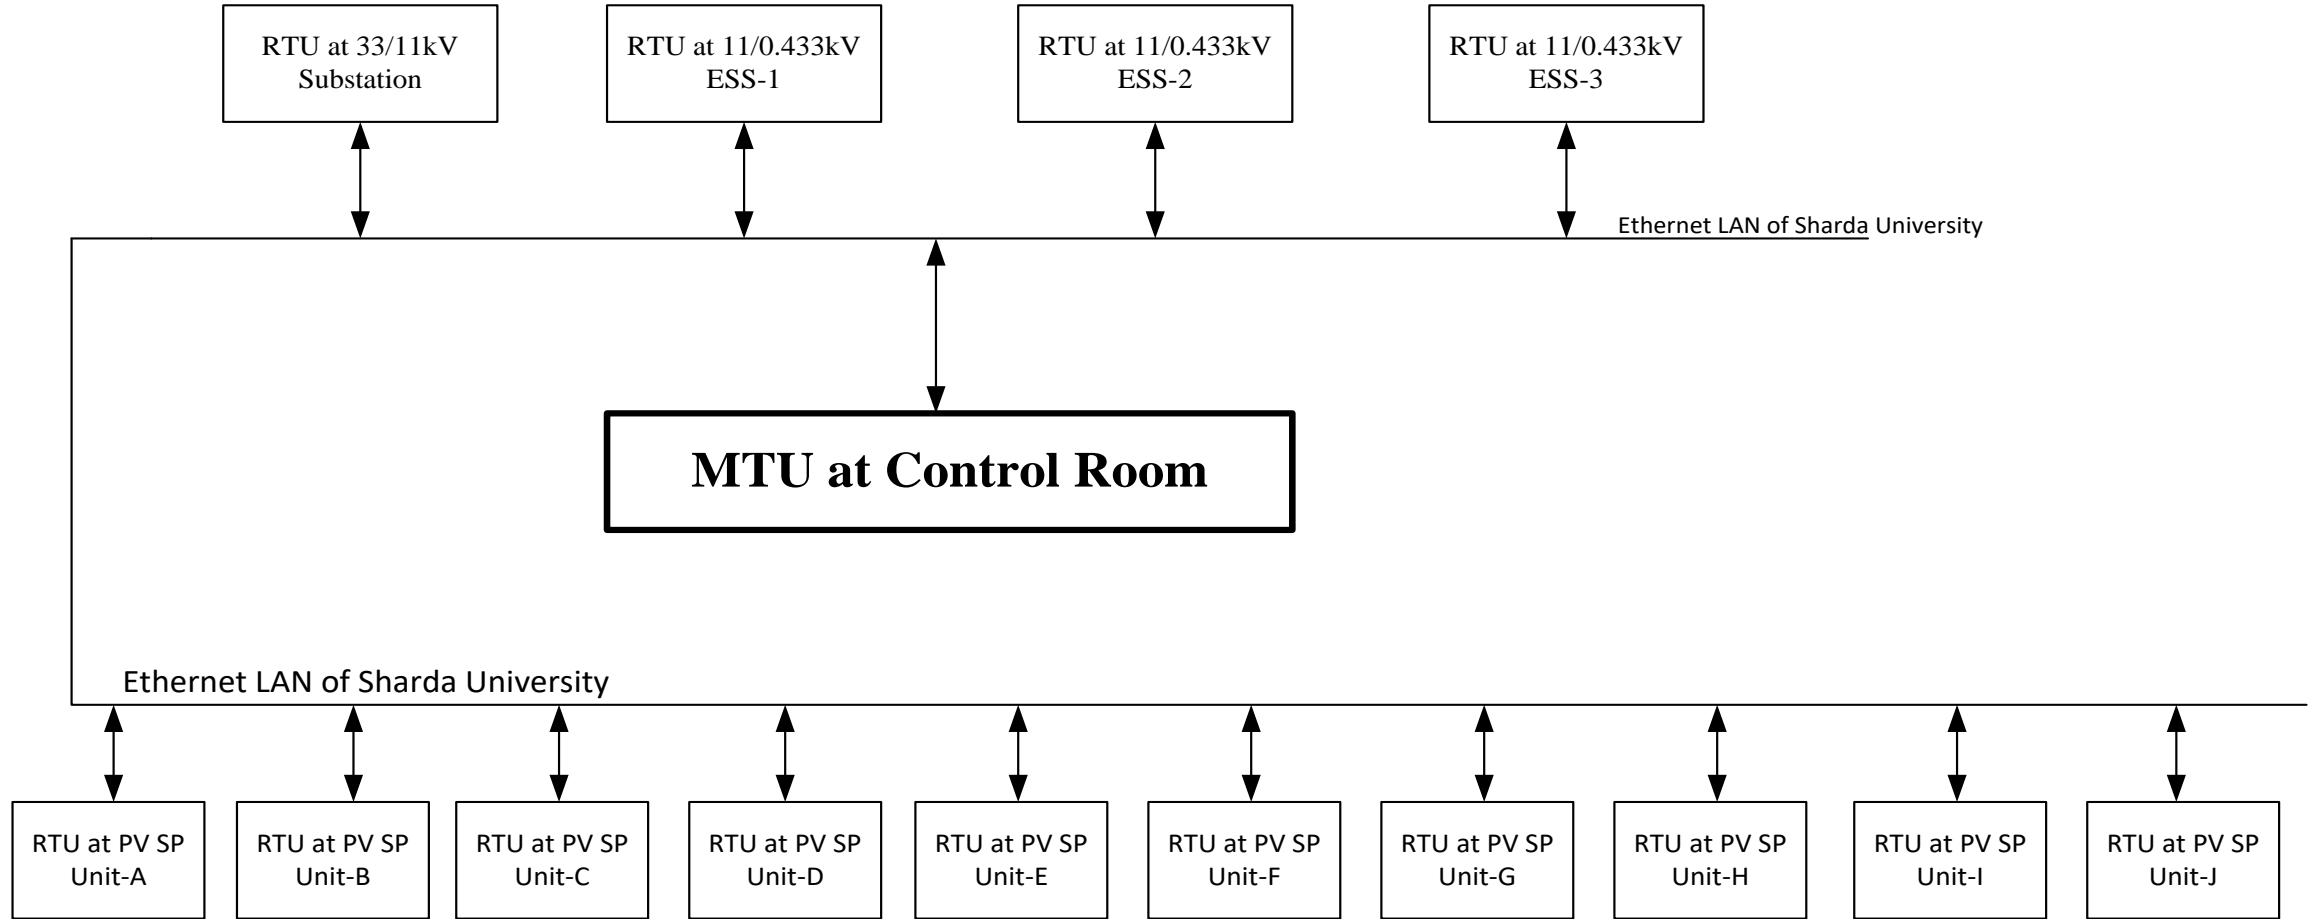 RTU at 33/11kV
Substation
RTU at 11/0.433kV
ESS-1
RTU at 11/0.433kV
ESS-2
RTU at 11/0.433kV
ESS-3
Ethernet LAN of Sharda University
MTU at Control Room
Ethernet LAN of Sharda University
RTU at PV SP
Unit-A
RTU at PV SP
Unit-B
RTU at PV SP
Unit-C
RTU at PV SP
Unit-D
RTU at PV SP
Unit-E
RTU at PV SP
Unit-F
RTU at PV SP
Unit-G
RTU at PV SP
Unit-H
RTU at PV SP
Unit-I
RTU at PV SP
Unit-J